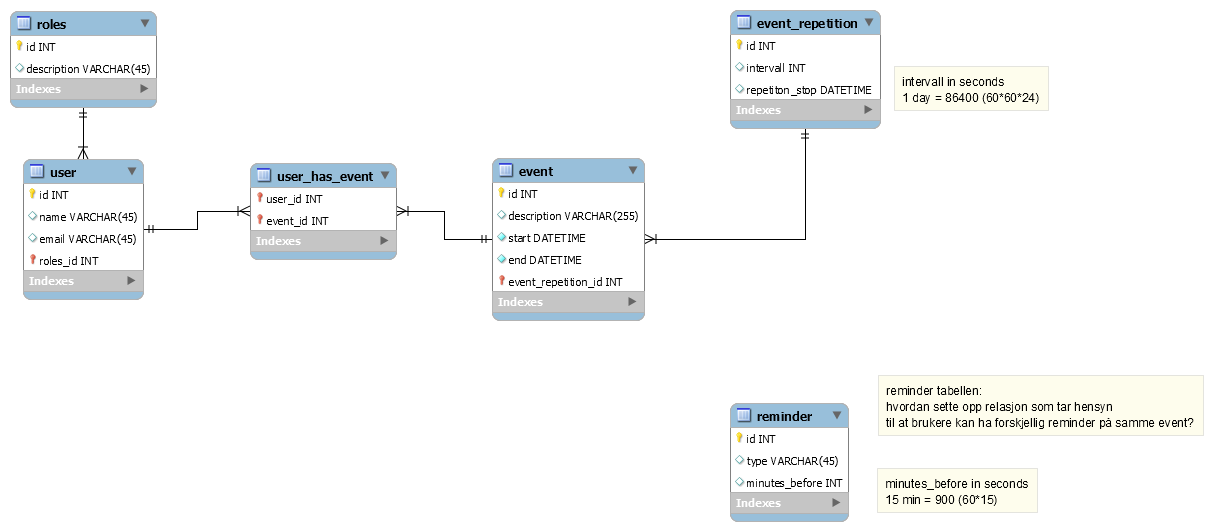 roles
id INT
description VARCHAR(45)
Indexes
event_repetition
id INT
intervall INT
repetiton_stop DATETIME
Indexes
intervall in seconds
1 day = 86400 (60*60*24)
user
id INT
name VARCHAR(45)
email VARCHAR(45)
roles_id INT
Indexes
user_has_event
user_id INT
event_id INT
Indexes
event
id INT
description VARCHAR(255)
start DATETIME
end DATETIME
event_repetition_id INT
Indexes
reminder tabellen:
hvordan sette opp relasjon som tar hensyn
til at brukere kan ha forskjellig reminder på samme event?
reminder
id INT
type VARCHAR(45)
minutes_before INT
Indexes
minutes_before in seconds
15 min = 900 (60*15)